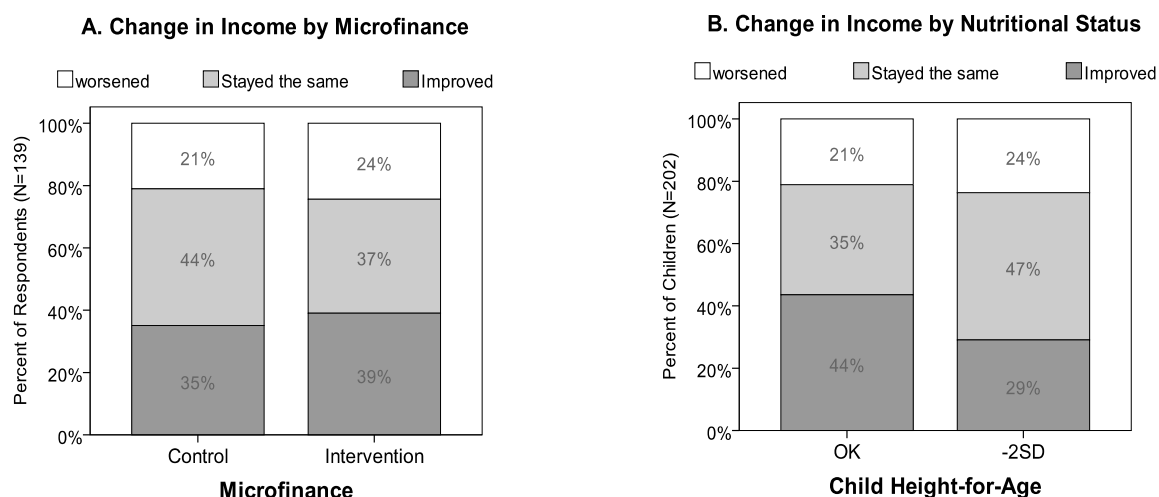 A. Change in Income by Microfinance
worsened Stayed the same Improved
Percent of Respondents (N=139)
100%
80%
60%
40%
20%
0%
21%
44%
35%
24%
37%
39%
Control Intervention
Microfinance
B. Change in Income by Nutritional Status
worsened Stayed the same Improved
Percent of Children (N=202)
100%
80%
60%
40%
20%
0%
21%
35%
44%
24%
47%
29%
OK -2SD
Child Height-for-Age